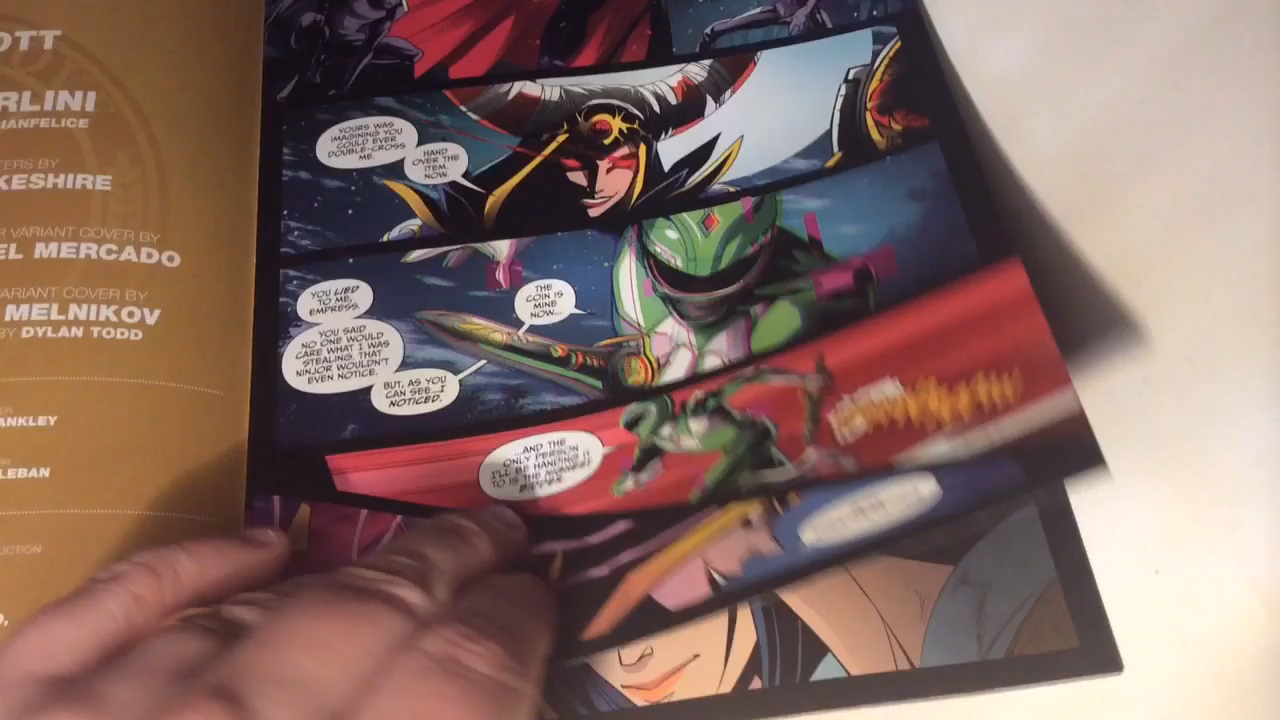 OTT
RLINI
IANFELICE
TERS BY
KESHIRE
R VARIANT COVER BY
EL MERCADO
VARIANT COVER BY
MELNIKOV
BY DYLAN TODD
ANKLEY
LEBAN
UCTION
YOURS WAS
IMAGINING YOU
COULD EVER
DOUBLE-CROSS
ME.
HAND
OVER THE
ITEM.
NOW.
YOU LIED
TO ME,
EMPRESS.
YOU SAID
NO ONE WOULD
CARE WHAT I WAS
STEALING. THAT
NINJOR WOULDN'T
EVEN NOTICE.
THE
COIN IS
MINE
NOW...
BUT, AS YOU
CAN SEE...I
NOTICED.
...AND THE
ONLY PERSON
I'LL BE HANDING IT
TO IS THE